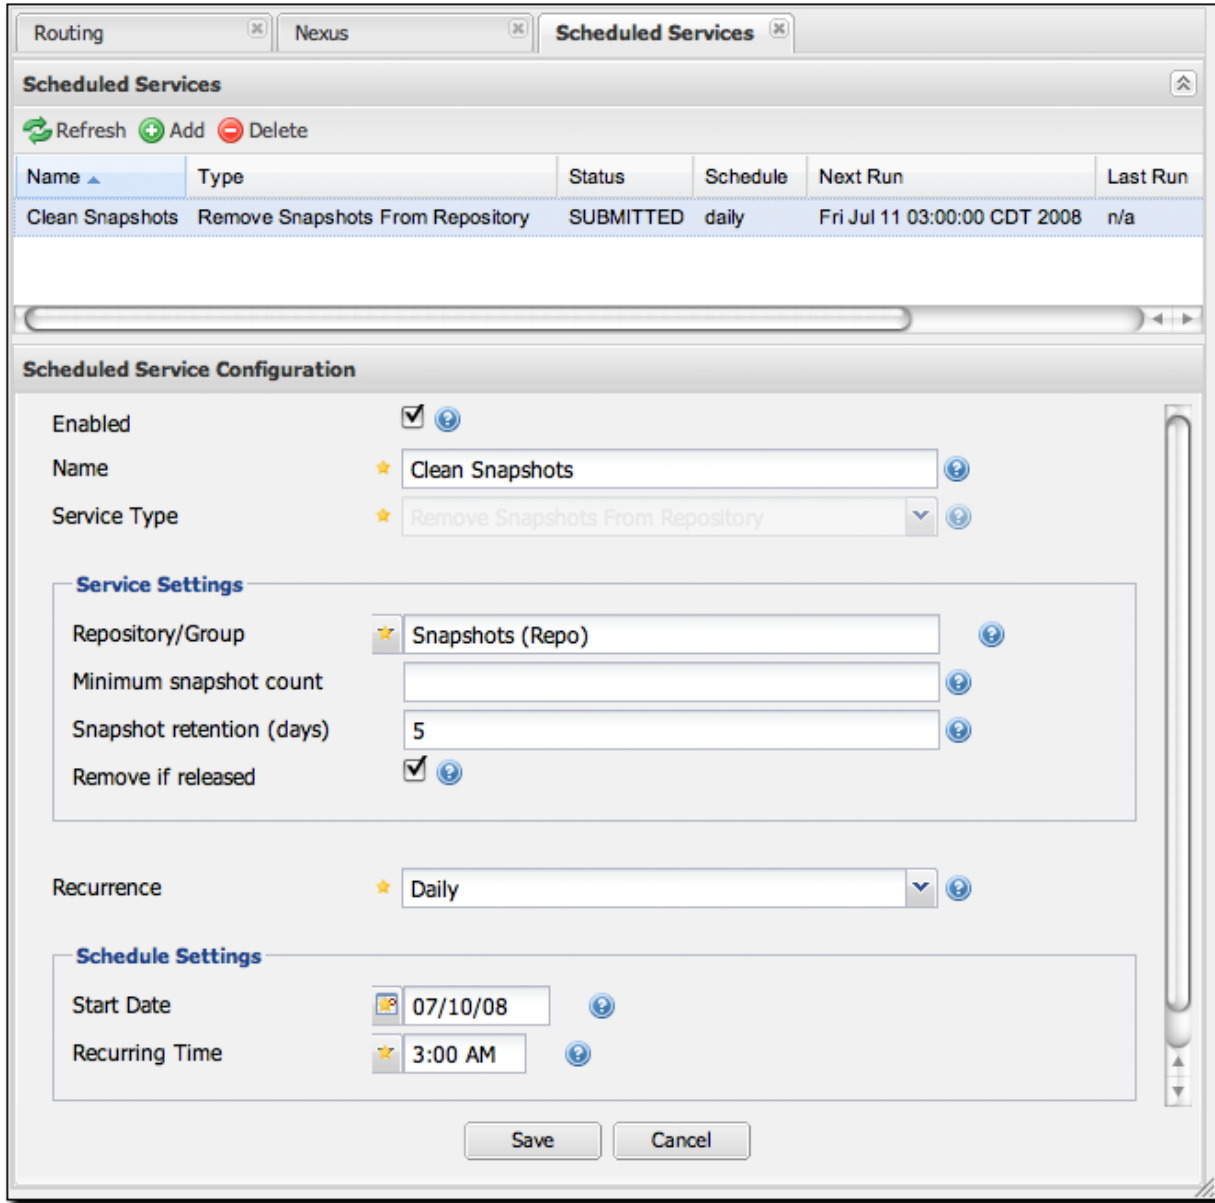 Routing Nexus Scheduled Services
Scheduled Services
Refresh Add Delete
Name Type Status Schedule Next Run Last Run
Clean Snapshots Remove Snapshots From Repository SUBMITTED daily Fri Jul 11 03:00:00 CDT 2008 n/a
Scheduled Service Configuration
Enabled
Name Clean Snapshots
Service Type Remove Snapshots From Repository
Service Settings
Repository/Group Snapshots (Repo)
Minimum snapshot count
Snapshot retention (days) 5
Remove if released
Recurrence Daily
Schedule Settings
Start Date 07/10/08
Recurring Time 3:00 AM
Save Cancel